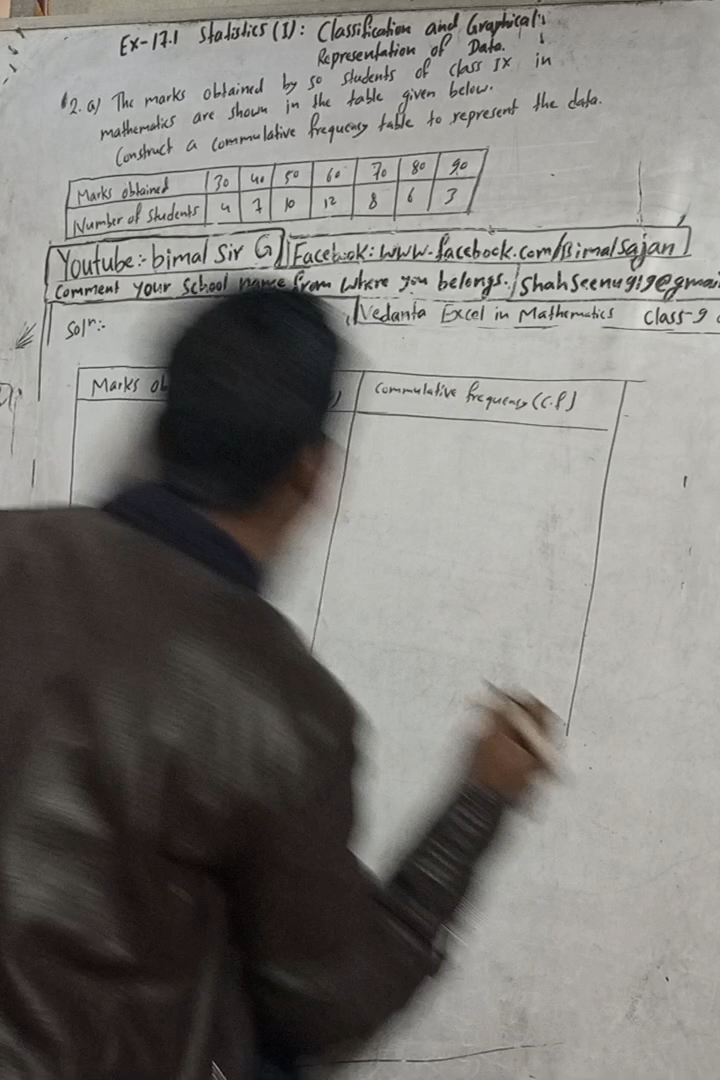 Ex-17.1 Statistics (I): Classification and Graphical
Representation of Data.
2. a) The marks obtained by 50 students of class IX in
mathematics are shown in the table given below.
Construct a commulative frequency table to represent the data.
Marks obtained 30 40 50 60 70 80 90
Number of students 4 7 10 12 8 6 3
Youtube:- bimal Sir G Facebook: www.facebook.com/Bimalsajan
Comment your school name from where you belongs. / shahseenu919@gmai
Vedanta Excel in Mathematics class-9
Soln:-
Marks ob commulative frequency (c.f)